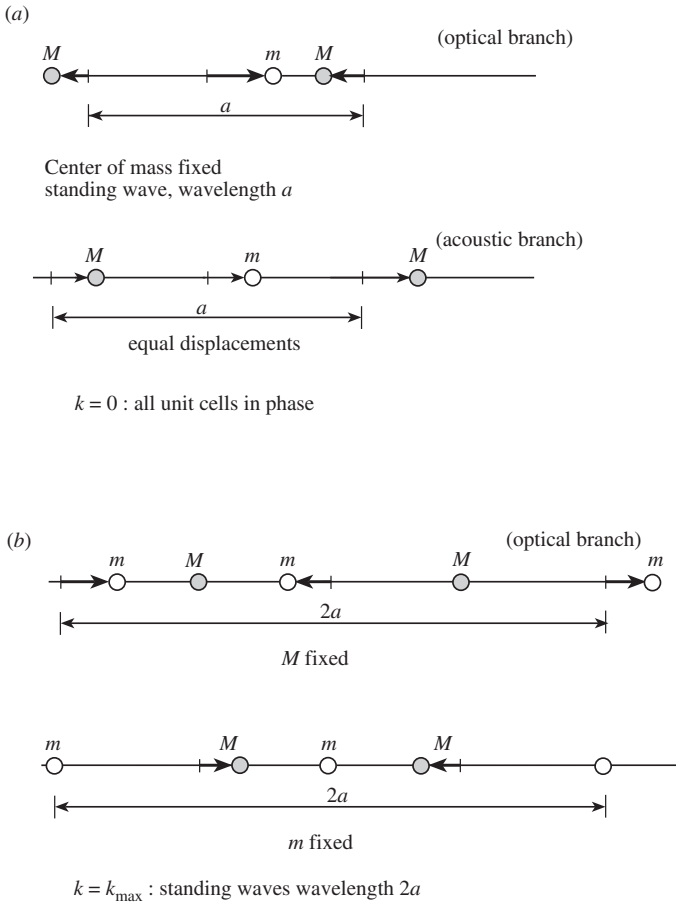 (a)
(optical branch)
M m M
a
Center of mass fixed
standing wave, wavelength a
(acoustic branch)
M m M
a
equal displacements
k = 0 : all unit cells in phase
(b)
(optical branch)
m M m M m
2a
M fixed
m M m M
2a
m fixed
k = kmax : standing waves wavelength 2a